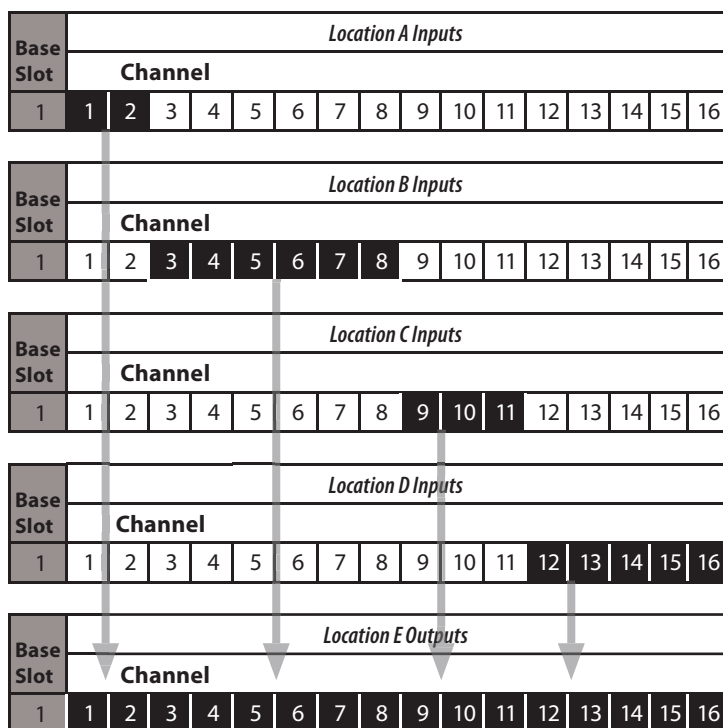 Location A Inputs
Base Slot
Channel
1 1 2 3 4 5 6 7 8 9 10 11 12 13 14 15 16
Location B Inputs
Base Slot
Channel
1 1 2 3 4 5 6 7 8 9 10 11 12 13 14 15 16
Location C Inputs
Base Slot
Channel
1 1 2 3 4 5 6 7 8 9 10 11 12 13 14 15 16
Location D Inputs
Base Slot
Channel
1 1 2 3 4 5 6 7 8 9 10 11 12 13 14 15 16
Location E Outputs
Base Slot
Channel
1 1 2 3 4 5 6 7 8 9 10 11 12 13 14 15 16